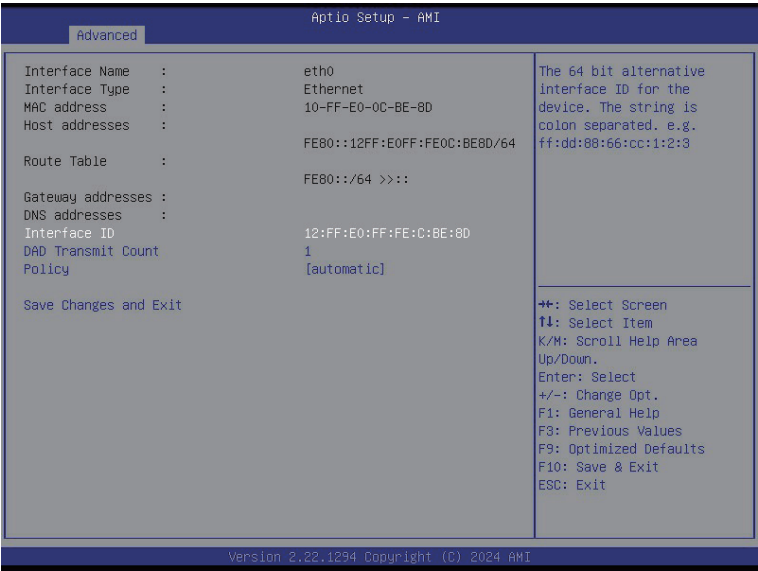 Aptio Setup – AMI
Advanced
Interface Name : eth0
Interface Type : Ethernet
MAC address : 10-FF-E0-0C-BE-8D
Host addresses :
FE80::12FF:E0FF:FE0C:BE8D/64
Route Table :
FE80::/64 >>::
Gateway addresses :
DNS addresses :
Interface ID 12:FF:E0:FF:FE:C:BE:8D
DAD Transmit Count 1
Policy [automatic]
Save Changes and Exit
The 64 bit alternative
interface ID for the
device. The string is
colon separated. e.g.
ff:dd:88:66:cc:1:2:3
→←: Select Screen
↑↓: Select Item
K/M: Scroll Help Area
Up/Down.
Enter: Select
+/-: Change Opt.
F1: General Help
F3: Previous Values
F9: Optimized Defaults
F10: Save & Exit
ESC: Exit
Version 2.22.1294 Copyright (C) 2024 AMI